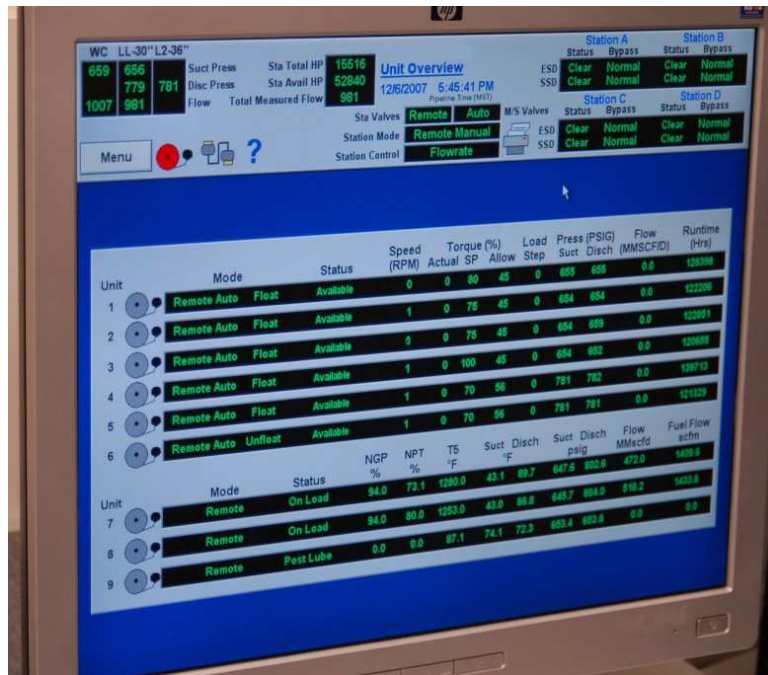 hp
WC LL-30" L2-36"
659 656 Suct Press
779 781 Disc Press
1007 981 Flow
Sta Total HP 15516
Sta Avail HP 52840
Total Measured Flow 981
Unit Overview
12/6/2007 5:45:41 PM
Pipeline Time (MST)
Sta Valves Remote Auto M/S Valves
Station Mode Remote Manual
Station Control Flowrate
Station A Station B
Status Bypass Status Bypass
ESD Clear Normal Clear Normal
SSD Clear Normal Clear Normal
Station C Station D
Status Bypass Status Bypass
ESD Clear Normal Clear Normal
SSD Clear Normal Clear Normal
Menu ?
Speed Torque (%) Load Press (PSIG) Flow Runtime
Unit Mode Status (RPM) Actual SP Allow Step Suct Disch (MMSCF/D) (Hrs)
1 Remote Auto Float Available 0 0 80 45 0 655 655 0.0 128398
2 Remote Auto Float Available 1 0 75 45 0 654 654 0.0 122206
3 Remote Auto Float Available 0 0 75 45 0 654 659 0.0 122851
4 Remote Auto Float Available 1 0 100 45 0 654 652 0.0 120655
5 Remote Auto Float Available 1 0 70 56 0 781 782 0.0 139713
6 Remote Auto Unfloat Available 1 0 70 56 0 781 781 0.0 121329
NGP NPT T5 Suct Disch Suct Disch Flow Fuel Flow
Unit Mode Status % % °F °F psig MMscfd scfm
7 Remote On Load 94.0 73.1 1280.0 43.1 89.7 647.6 802.6 472.0 1409.6
8 Remote On Load 94.0 80.0 1253.0 43.0 86.8 645.7 804.0 518.2 1433.8
9 Remote Post Lube 0.0 0.0 87.1 74.1 72.3 653.4 653.8 0.0 0.0